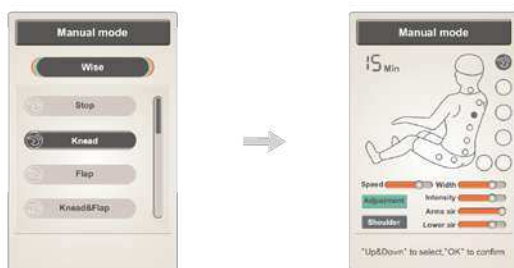 Manual mode
Wise
Stop
Knead
Flap
Knead&Flap
Manual mode
15 Min
Speed
Width
Adjustment
Intensity
Arms air
Shoulder
Lower air
"Up&Down" to select,"OK" to confirm